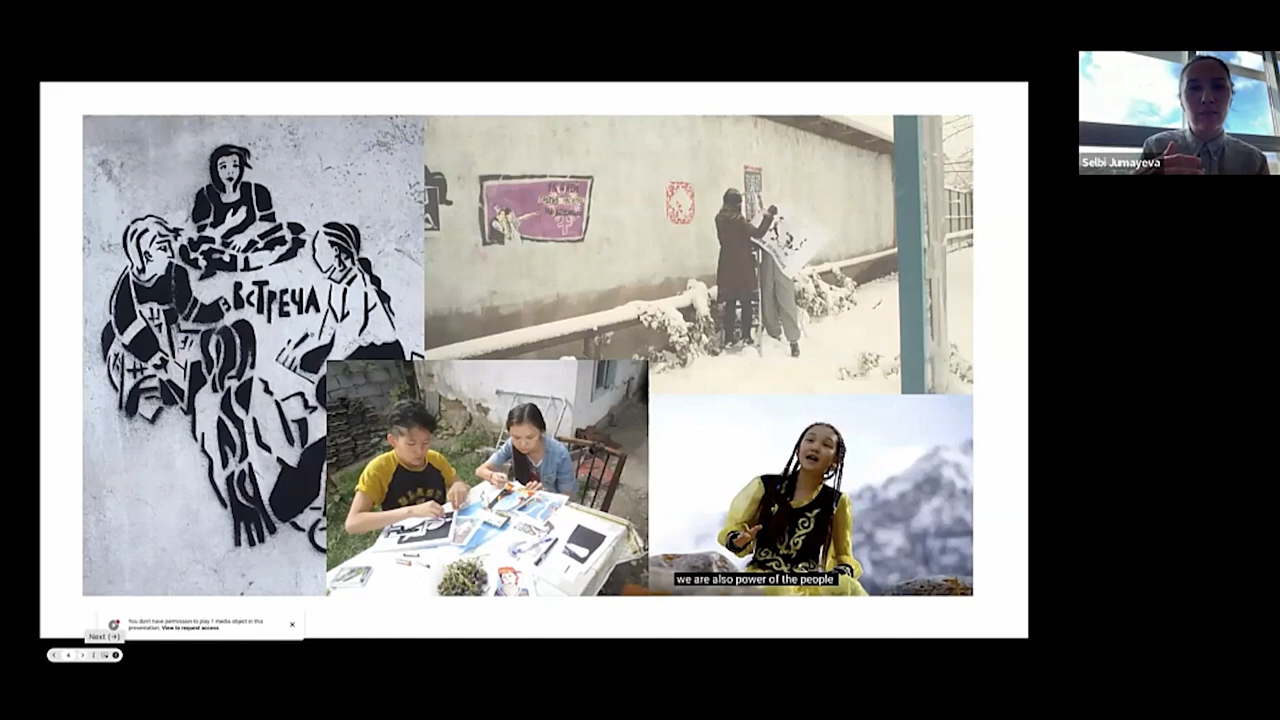 Selbi Jumayeva
ВСТРЕЧА
we are also power of the people
You don't have permission to play 1 media object in this
presentation. View to request access
Next (→)
4